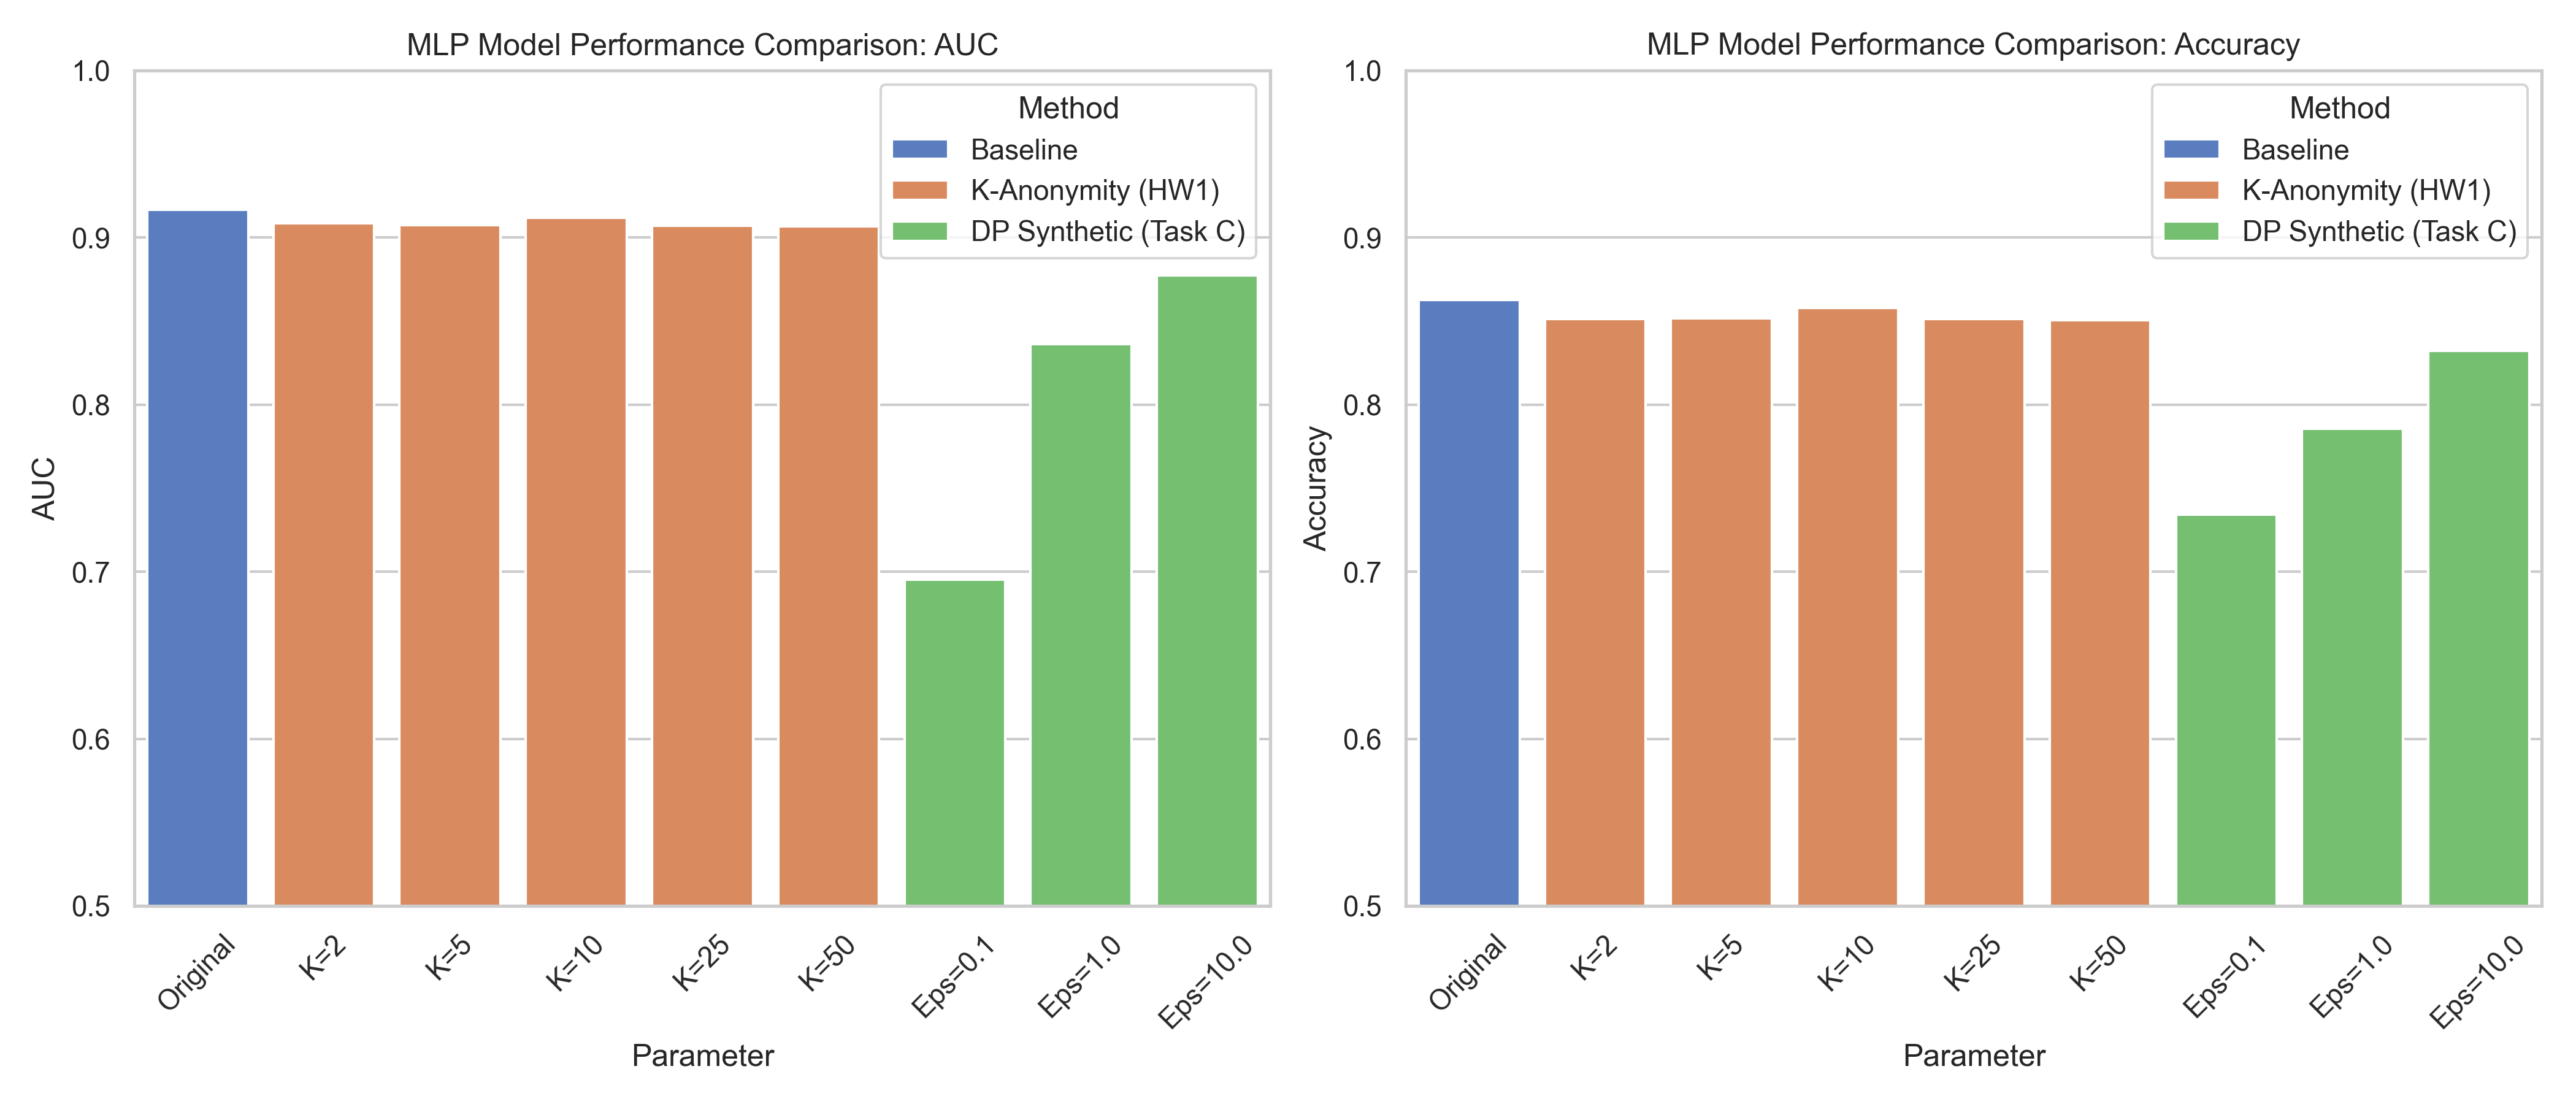 MLP Model Performance Comparison: AUC
1.0
0.9
0.8
0.7
0.6
0.5
AUC
Method
Baseline
K-Anonymity (HW1)
DP Synthetic (Task C)
Original
K=2
K=5
K=10
K=25
K=50
Eps=0.1
Eps=1.0
Eps=10.0
Parameter
MLP Model Performance Comparison: Accuracy
1.0
0.9
0.8
0.7
0.6
0.5
Accuracy
Method
Baseline
K-Anonymity (HW1)
DP Synthetic (Task C)
Original
K=2
K=5
K=10
K=25
K=50
Eps=0.1
Eps=1.0
Eps=10.0
Parameter